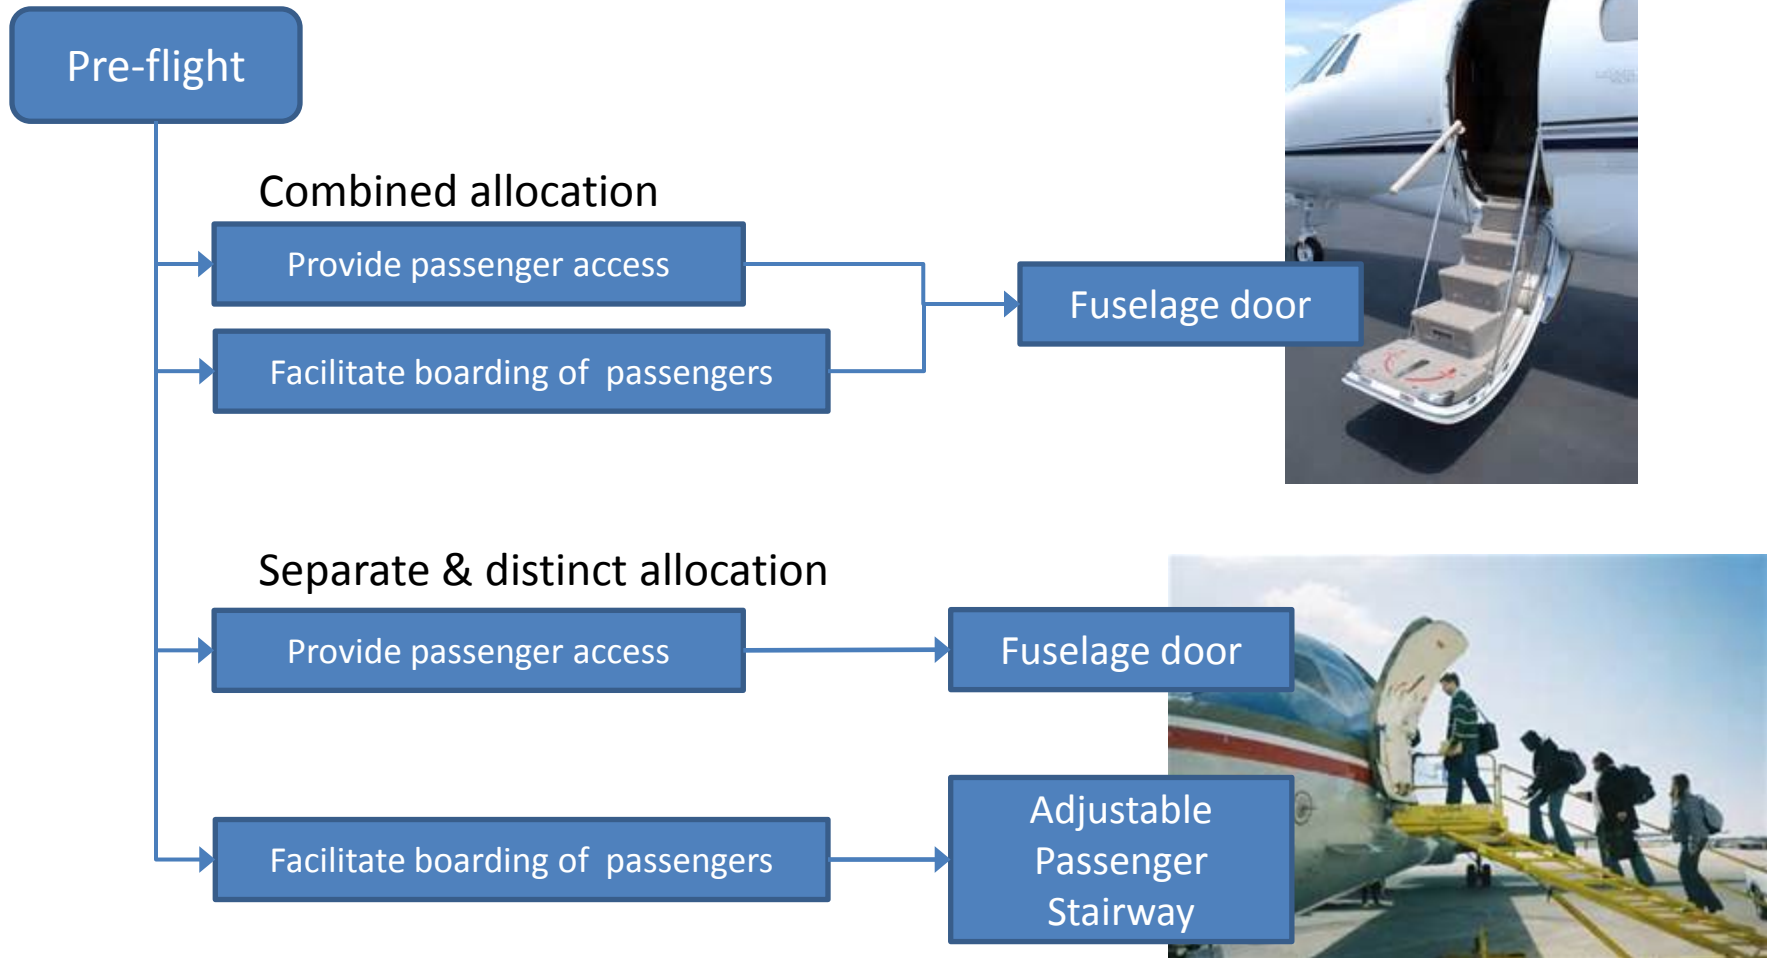 Pre-flight
Combined allocation
Provide passenger access
Fuselage door
Facilitate boarding of passengers
Separate & distinct allocation
Provide passenger access
Fuselage door
Facilitate boarding of passengers
Adjustable
Passenger
Stairway